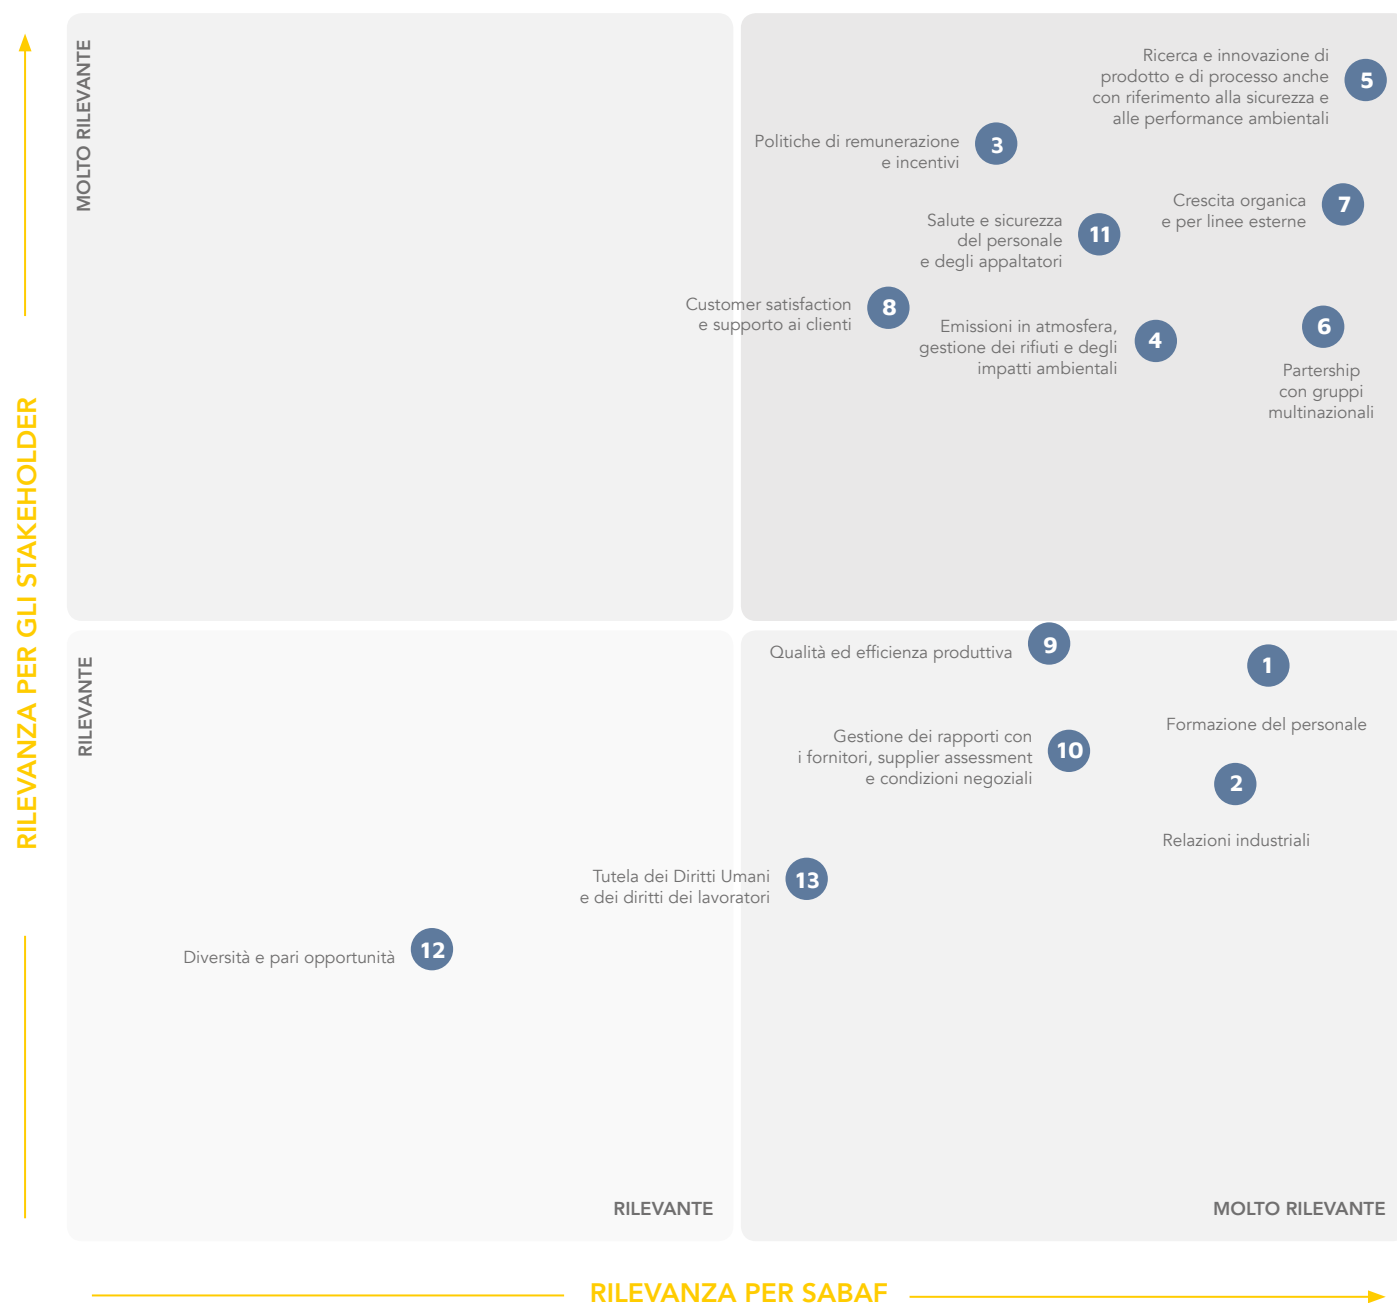 MOLTO RILEVANTE
Ricerca e innovazione di
prodotto e di processo anche
con riferimento alla sicurezza e
alle performance ambientali
5
Politiche di remunerazione
e incentivi
3
Crescita organica
e per linee esterne
7
Salute e sicurezza
del personale
e degli appaltatori
11
Customer satisfaction
e supporto ai clienti
8
Emissioni in atmosfera,
gestione dei rifiuti e degli
impatti ambientali
4
6
Partership
con gruppi
multinazionali
RILEVANZA PER GLI STAKEHOLDER
RILEVANTE
Qualità ed efficienza produttiva
9
1
Formazione del personale
Gestione dei rapporti con
i fornitori, supplier assessment
e condizioni negoziali
10
2
Relazioni industriali
Tutela dei Diritti Umani
e dei diritti dei lavoratori
13
Diversità e pari opportunità
12
RILEVANTE
MOLTO RILEVANTE
RILEVANZA PER SABAF